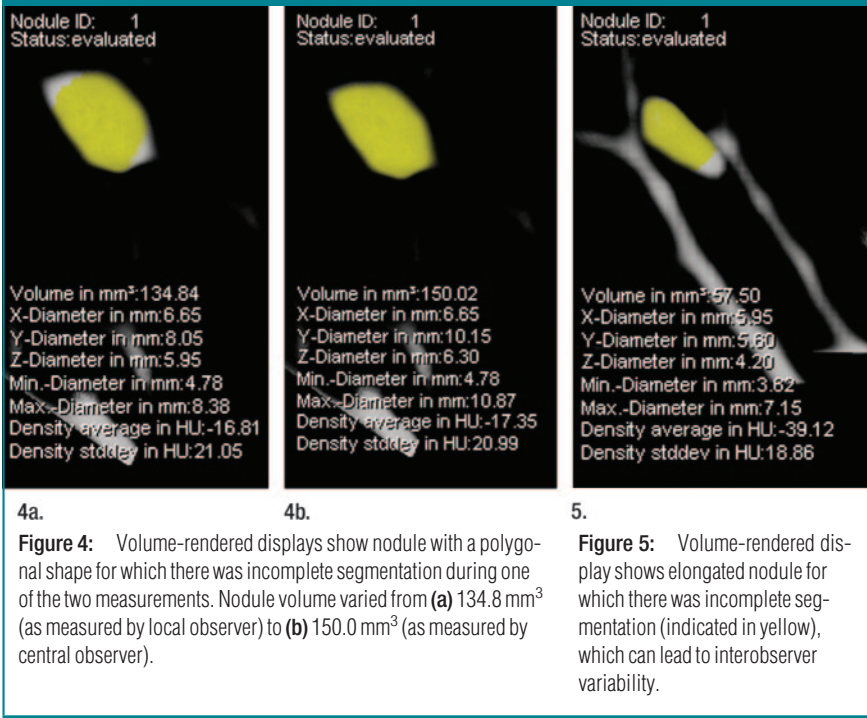 Nodule ID: 1
Status:evaluated
Volume in mm³:134.84
X-Diameter in mm:6.65
Y-Diameter in mm:8.05
Z-Diameter in mm:5.95
Min.-Diameter in mm:4.78
Max.-Diameter in mm:8.38
Density average in HU:-16.81
Density stddev in HU:21.05
4a.
Nodule ID: 1
Status:evaluated
Volume in mm³:150.02
X-Diameter in mm:6.65
Y-Diameter in mm:10.15
Z-Diameter in mm:6.30
Min.-Diameter in mm:4.78
Max.-Diameter in mm:10.87
Density average in HU:-17.35
Density stddev in HU:20.99
4b.
Figure 4: Volume-rendered displays show nodule with a polygo-
nal shape for which there was incomplete segmentation during one
of the two measurements. Nodule volume varied from (a) 134.8 mm³
(as measured by local observer) to (b) 150.0 mm³ (as measured by
central observer).
Nodule ID: 1
Status:evaluated
Volume in mm³:57.50
X-Diameter in mm:5.95
Y-Diameter in mm:5.60
Z-Diameter in mm:4.20
Min.-Diameter in mm:3.62
Max.-Diameter in mm:7.15
Density average in HU:-39.12
Density stddev in HU:18.86
5.
Figure 5: Volume-rendered dis-
play shows elongated nodule for
which there was incomplete seg-
mentation (indicated in yellow),
which can lead to interobserver
variability.